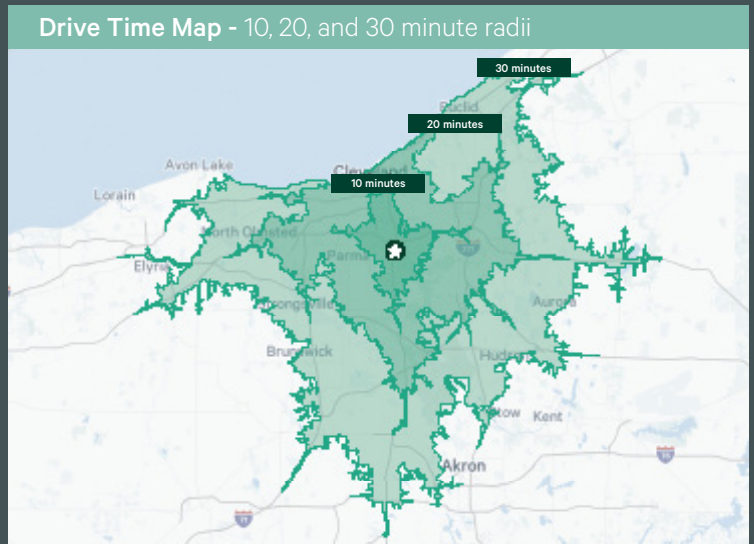 Drive Time Map - 10, 20, and 30 minute radii
30 minutes
Euclid
20 minutes
Avon Lake
Cleveland
10 minutes
Lorain
North Olmsted
Parma
Elyria
Aurora
Strongsville
Brunswick
Hudson
Stow
Kent
Akron